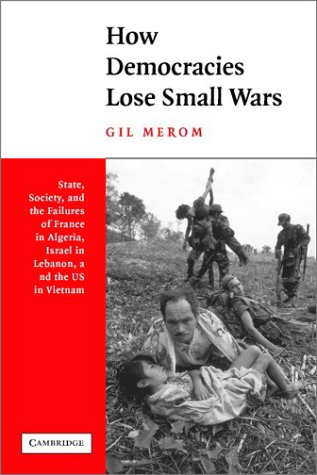 How
Democracies
Lose Small Wars
GIL MEROM
State,
Society, and
the Failures
of France
in Algeria,
Israel in
Lebanon, a
nd the US
in Vietnam
CAMBRIDGE